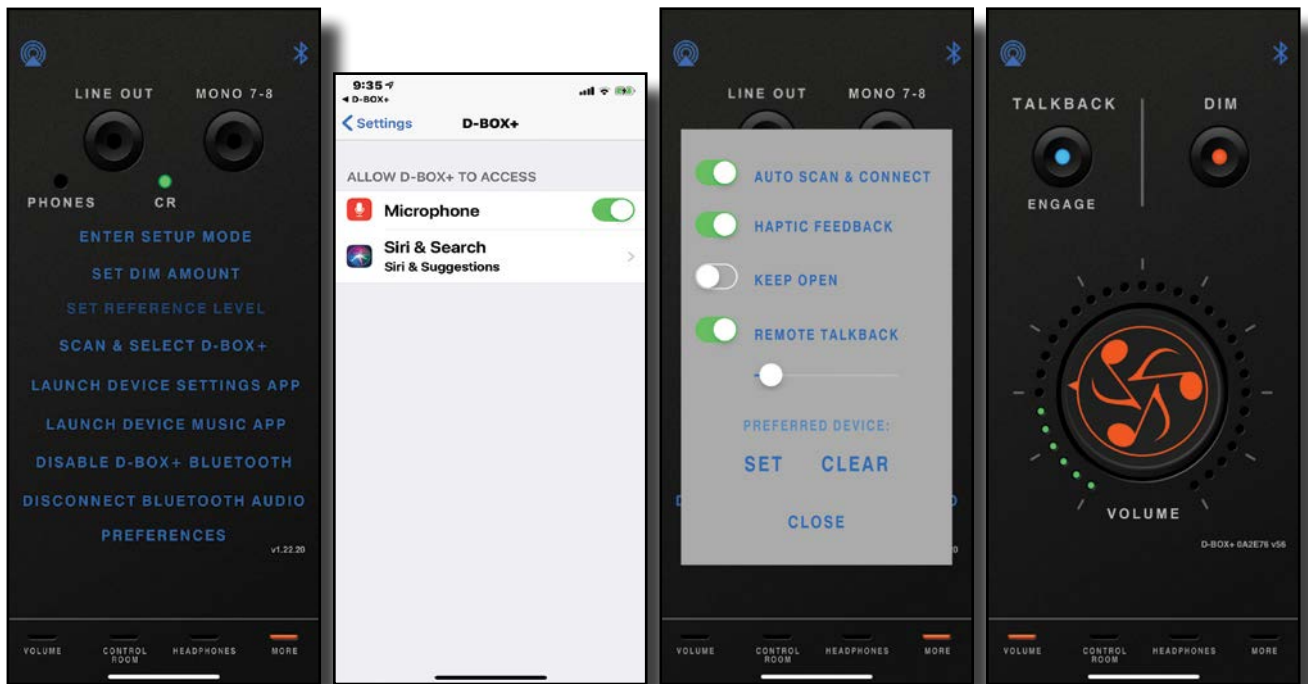 LINE OUT
MONO 7-8
PHONES
CR
ENTER SETUP MODE
SET DIM AMOUNT
SET REFERENCE LEVEL
SCAN & SELECT D-BOX+
LAUNCH DEVICE SETTINGS APP
LAUNCH DEVICE MUSIC APP
DISABLE D-BOX+ BLUETOOTH
DISCONNECT BLUETOOTH AUDIO
PREFERENCES
v1.22.20
VOLUME
CONTROL
ROOM
HEADPHONES
MORE
9:35
D-BOX+
Settings
D-BOX+
ALLOW D-BOX+ TO ACCESS
Microphone
Siri & Search
Siri & Suggestions
LINE OUT
MONO 7-8
AUTO SCAN & CONNECT
HAPTIC FEEDBACK
KEEP OPEN
REMOTE TALKBACK
PREFERRED DEVICE:
SET CLEAR
CLOSE
VOLUME
CONTROL
ROOM
HEADPHONES
MORE
TALKBACK
DIM
ENGAGE
VOLUME
D-BOX+ 0A2E76 v56
VOLUME
CONTROL
ROOM
HEADPHONES
MORE